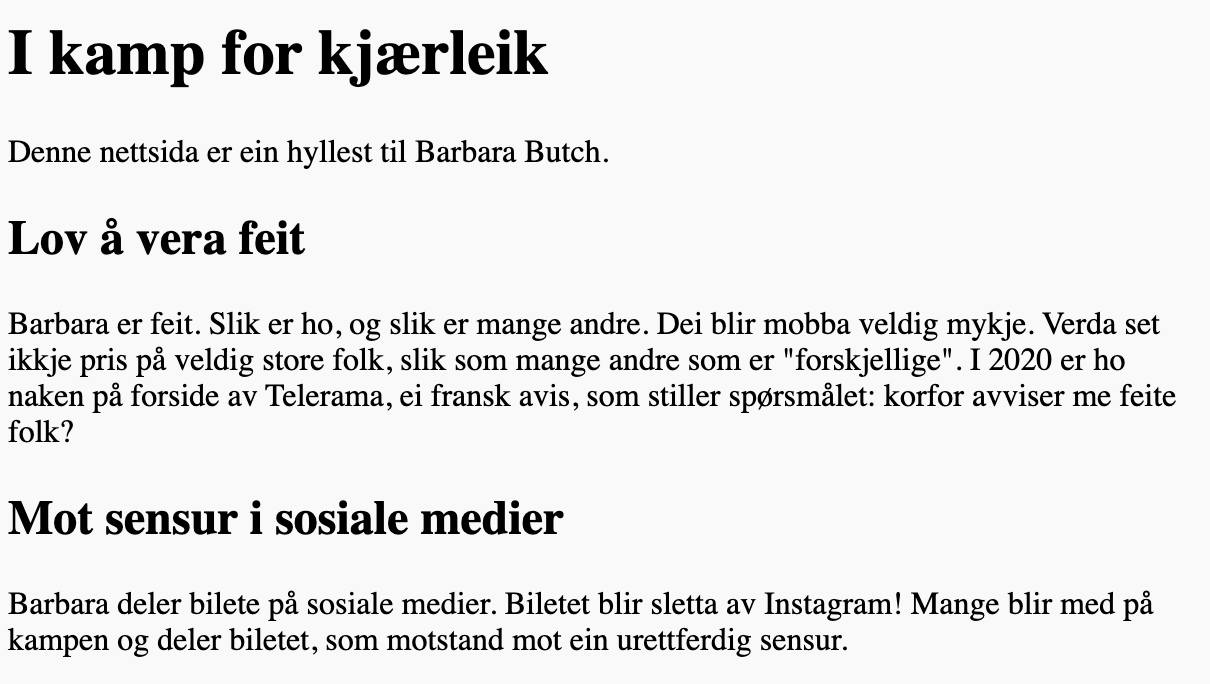 I kamp for kjærleik
Denne nettsida er ein hyllest til Barbara Butch.
Lov å vera feit
Barbara er feit. Slik er ho, og slik er mange andre. Dei blir mobba veldig mykje. Verda set
ikkje pris på veldig store folk, slik som mange andre som er "forskjellige". I 2020 er ho
naken på forside av Telerama, ei fransk avis, som stiller spørsmålet: korfor avviser me feite
folk?
Mot sensur i sosiale medier
Barbara deler bilete på sosiale medier. Biletet blir sletta av Instagram! Mange blir med på
kampen og deler biletet, som motstand mot ein urettferdig sensur.